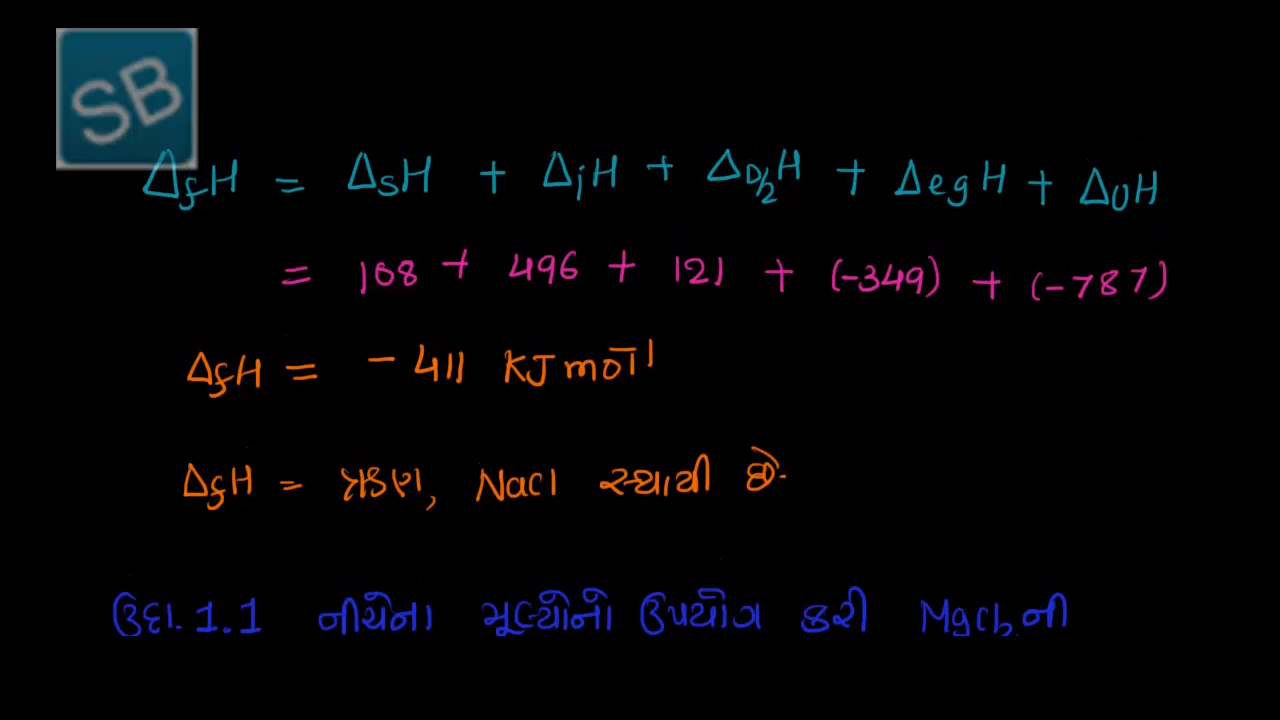 SB
ΔfH = ΔsH + ΔiH + ΔD/2H + ΔegH + ΔUH
= 108 + 496 + 121 + (-349) + (-787)
ΔfH = - 411 KJ mol⁻¹
ΔfH = ઋણ, NaCl સ્થાયી છે.
ઉદા. 1.1 નીચેના મૂલ્યોનો ઉપયોગ કરી MgCl₂ ની